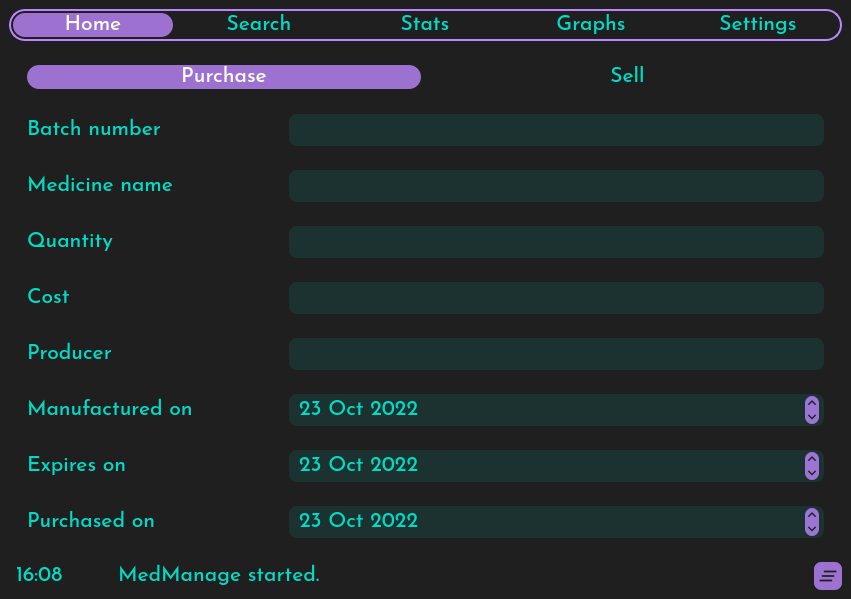 Home Search Stats Graphs Settings
Purchase Sell
Batch number
Medicine name
Quantity
Cost
Producer
Manufactured on 23 Oct 2022
Expires on 23 Oct 2022
Purchased on 23 Oct 2022
16:08 MedManage started.